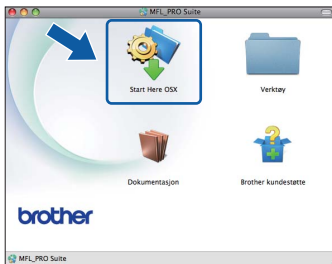 MFL_PRO Suite
Start Here OSX
Verktøy
Dokumentasjon
Brother kundestøtte
brother
MFL_PRO Suite